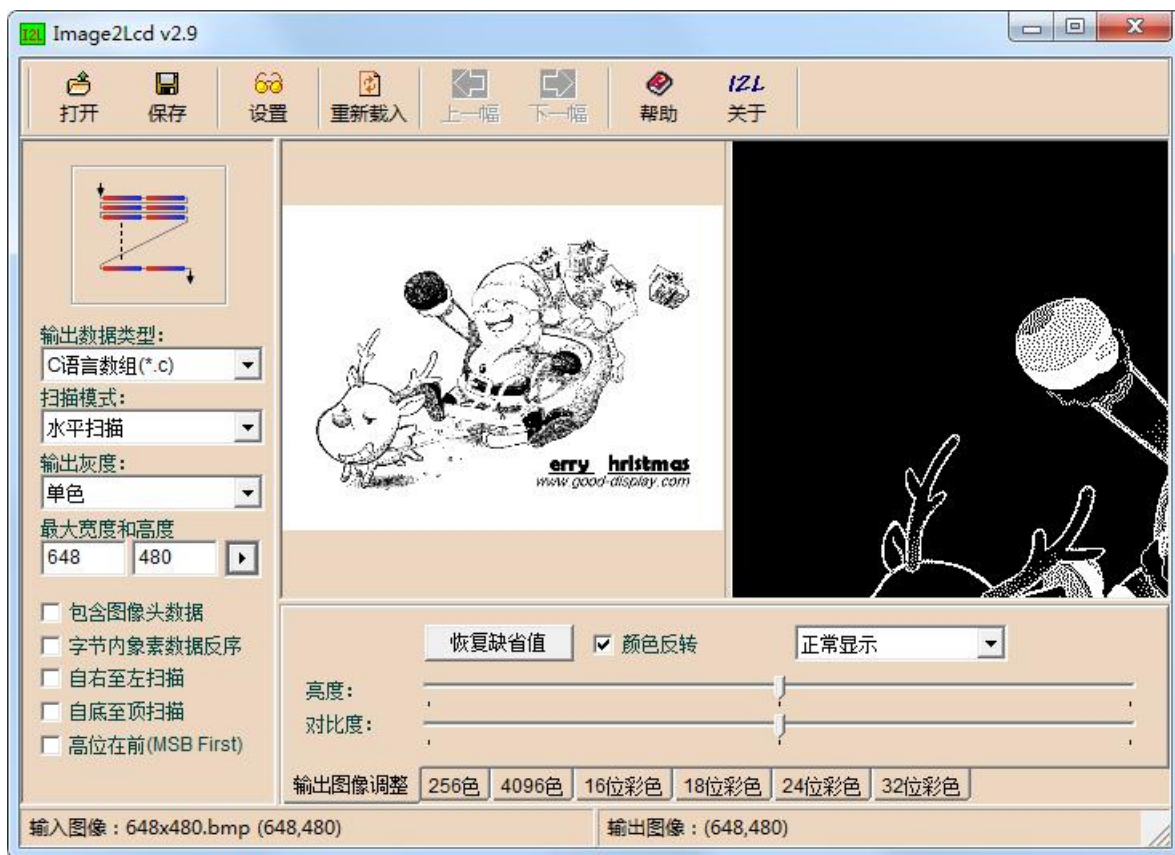 I2L Image2Lcd v2.9
打开 保存 设置 重新载入 上一幅 下一幅 帮助 I2L 关于
输出数据类型:
C语言数组(*.c)
扫描模式:
水平扫描
输出灰度:
单色
最大宽度和高度
648 480
包含图像头数据
字节内象素数据反序
自右至左扫描
自底至顶扫描
高位在前(MSB First)
erry hristmas
www.good-display.com
恢复缺省值 颜色反转 正常显示
亮度:
对比度:
输出图像调整 256色 4096色 16位彩色 18位彩色 24位彩色 32位彩色
输入图像:648x480.bmp (648,480) 输出图像:(648,480)